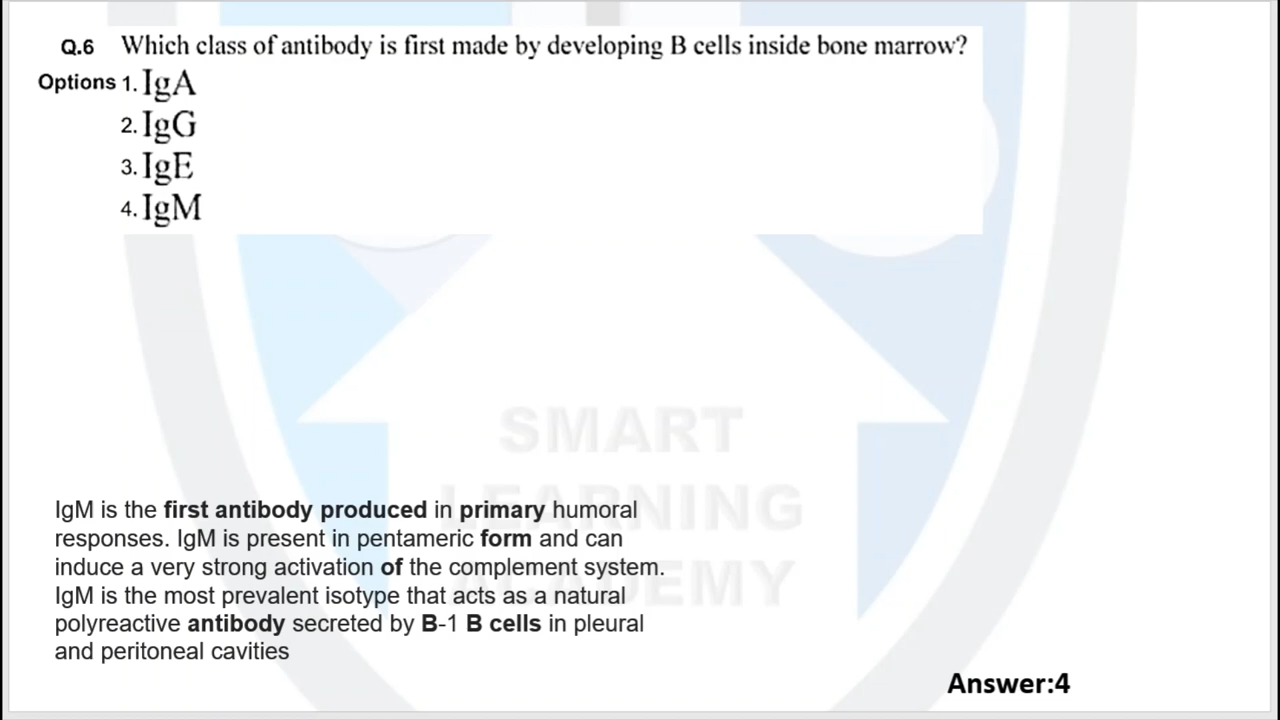 Q.6 Which class of antibody is first made by developing B cells inside bone marrow?
Options 1. IgA
2. IgG
3. IgE
4. IgM
SMART
LEARNING
ACADEMY
IgM is the first antibody produced in primary humoral
responses. IgM is present in pentameric form and can
induce a very strong activation of the complement system.
IgM is the most prevalent isotype that acts as a natural
polyreactive antibody secreted by B-1 B cells in pleural
and peritoneal cavities
Answer:4